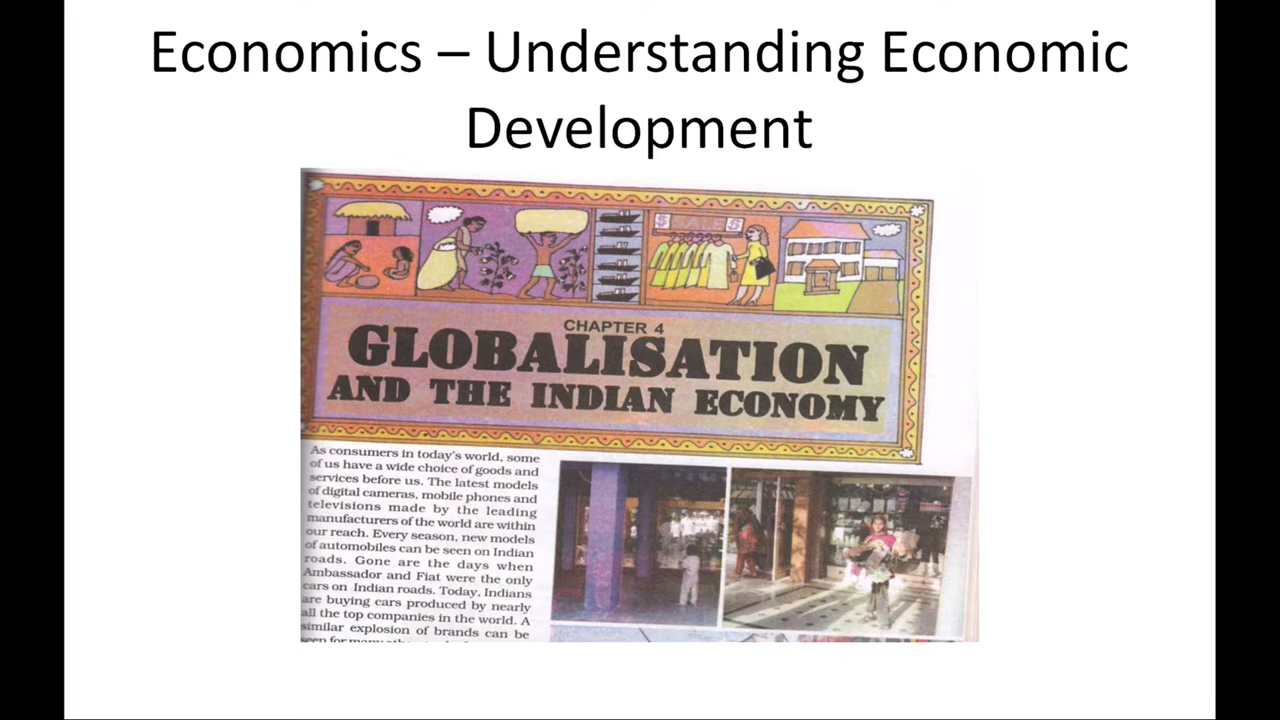 Economics – Understanding Economic
Development
$ SALE $
CHAPTER 4
GLOBALISATION
AND THE INDIAN ECONOMY
As consumers in today's world, some
of us have a wide choice of goods and
services before us. The latest models
of digital cameras, mobile phones and
televisions made by the leading
manufacturers of the world are within
our reach. Every season, new models
of automobiles can be seen on Indian
roads. Gone are the days when
Ambassador and Fiat were the only
cars on Indian roads. Today, Indians
are buying cars produced by nearly
all the top companies in the world. A
similar explosion of brands can be
seen for many